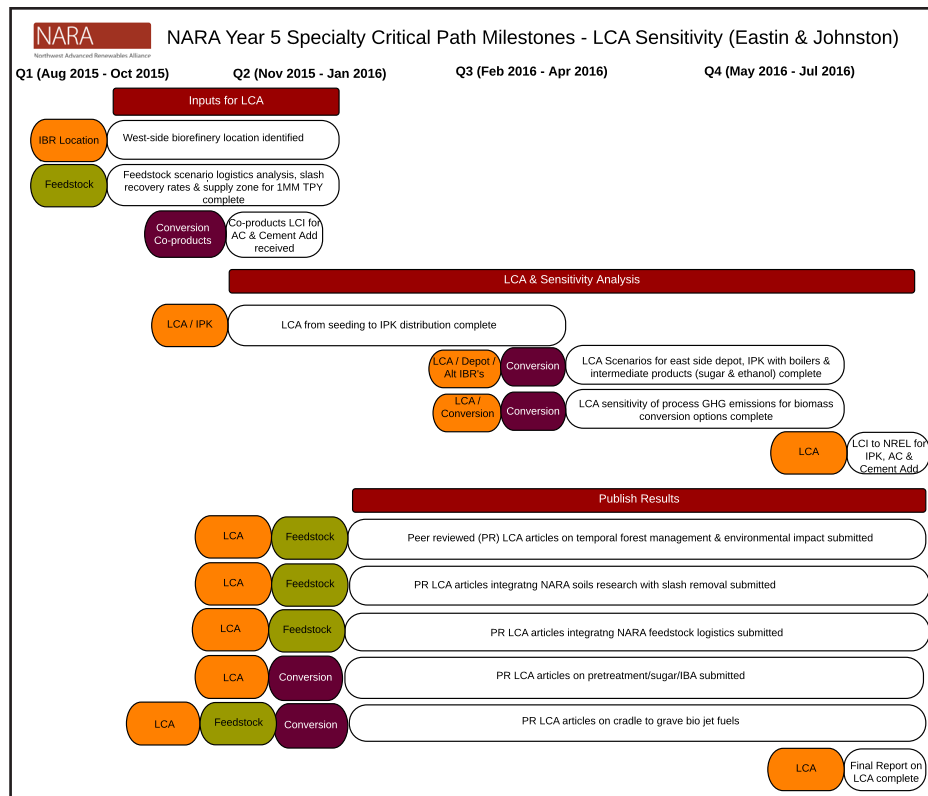 NARA
Northwest Advanced Renewables Alliance
NARA Year 5 Specialty Critical Path Milestones - LCA Sensitivity (Eastin & Johnston)
Q1 (Aug 2015 - Oct 2015)
Q2 (Nov 2015 - Jan 2016)
Q3 (Feb 2016 - Apr 2016)
Q4 (May 2016 - Jul 2016)
Inputs for LCA
IBR Location
West-side biorefinery location identified
Feedstock
Feedstock scenario logistics analysis, slash
recovery rates & supply zone for 1MM TPY
complete
Conversion
Co-products
Co-products LCI for
AC & Cement Add
received
LCA & Sensitivity Analysis
LCA / IPK
LCA from seeding to IPK distribution complete
LCA / Depot /
Alt IBR's
Conversion
LCA Scenarios for east side depot, IPK with boilers &
intermediate products (sugar & ethanol) complete
LCA /
Conversion
Conversion
LCA sensitivity of process GHG emissions for biomass
conversion options complete
LCA
LCI to NREL for
IPK, AC &
Cement Add
Publish Results
LCA
Feedstock
Peer reviewed (PR) LCA articles on temporal forest management & environmental impact submitted
LCA
Feedstock
PR LCA articles integratng NARA soils research with slash removal submitted
LCA
Feedstock
PR LCA articles integratng NARA feedstock logistics submitted
LCA
Conversion
PR LCA articles on pretreatment/sugar/IBA submitted
LCA
Feedstock
Conversion
PR LCA articles on cradle to grave bio jet fuels
LCA
Final Report on
LCA complete